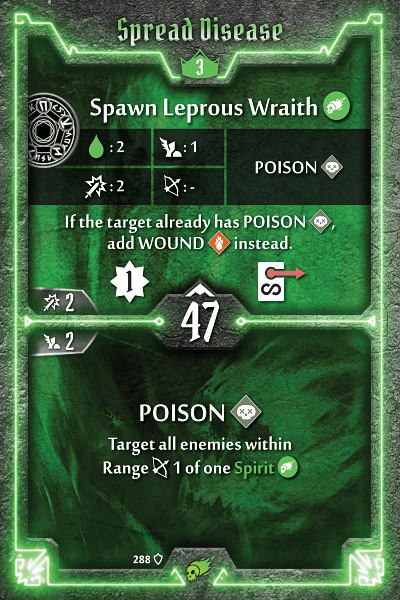 Spread Disease
3
Spawn Leprous Wraith
: 2 : 1
POISON
: 2 : -
If the target already has POISON ,
add WOUND instead.
1
2
47
2
POISON
Target all enemies within
Range 1 of one Spirit
288